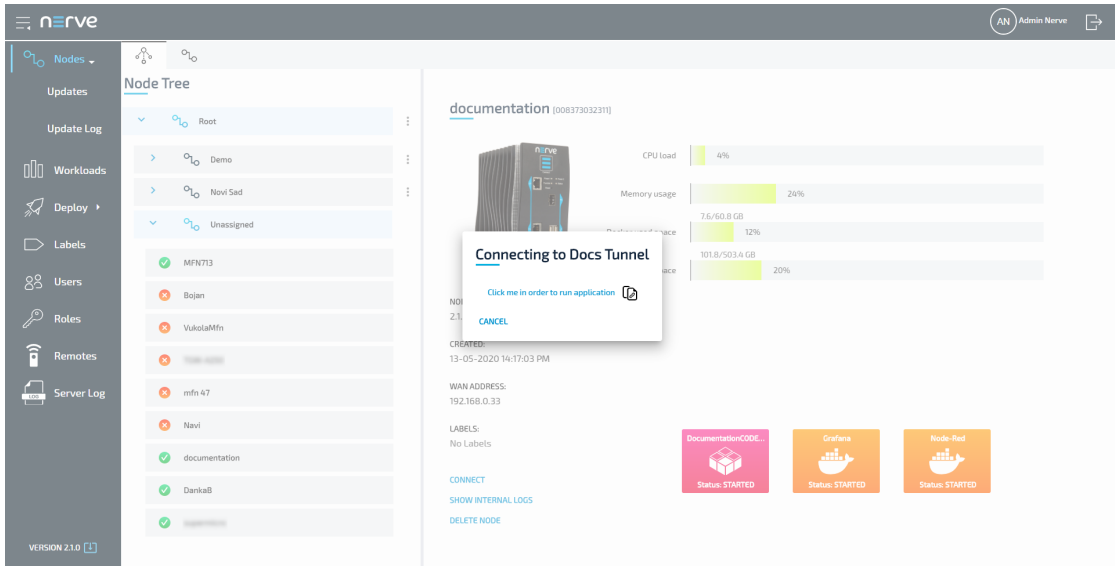 nerve
AN Admin Nerve
Nodes
Updates
Update Log
Workloads
Deploy
Labels
Users
Roles
Remotes
LOG
Server Log
VERSION 2.1.0
Node Tree
Root
Demo
Novi Sad
Unassigned
MFN713
Bojan
VukolaMfn
mfn 47
Navi
documentation
DankaB
documentation [008373032311]
nerve
CPU load 4%
Memory usage 24%
7.6/60.8 GB
12%
101.8/503.4 GB
20%
Connecting to Docs Tunnel
Click me in order to run application
CANCEL
2.1.
CREATED:
13-05-2020 14:17:03 PM
WAN ADDRESS:
192.168.0.33
LABELS:
No Labels
CONNECT
SHOW INTERNAL LOGS
DELETE NODE
DocumentationCODE...
Status: STARTED
Grafana
Status: STARTED
Node-Red
Status: STARTED